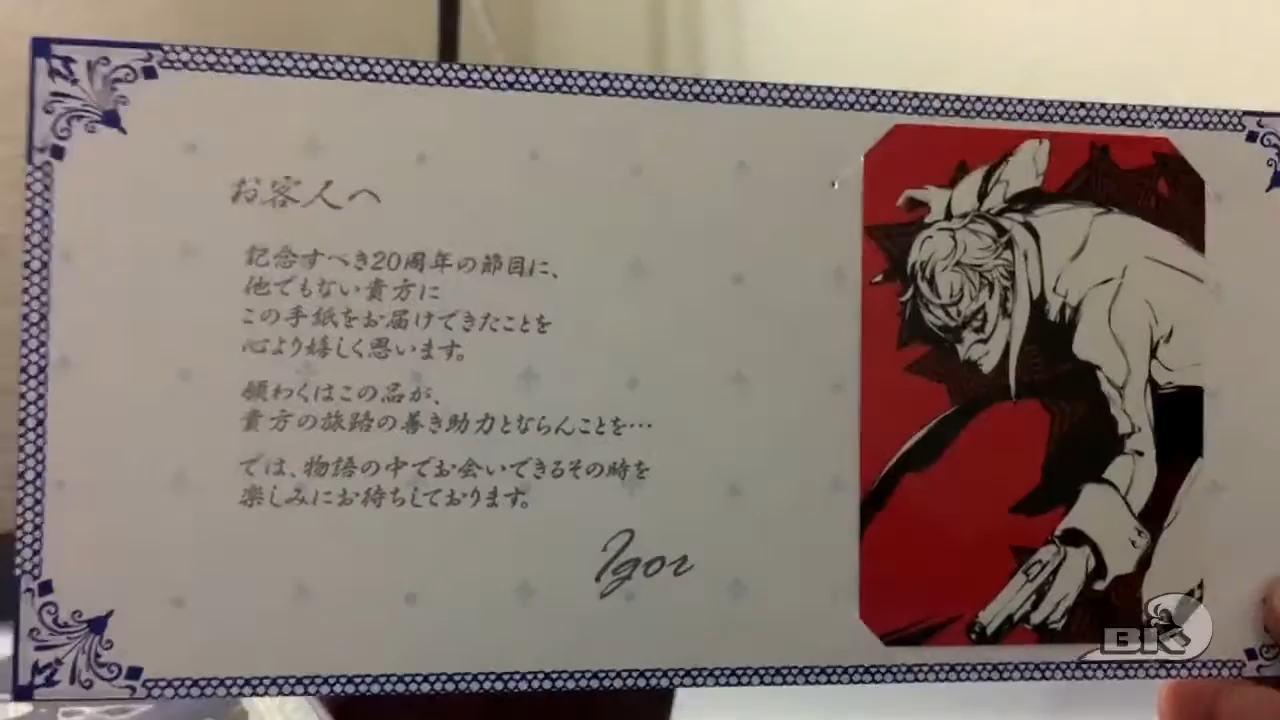 お客人へ
記念すべき20周年の節目に、
他でもない貴方に
この手紙をお届けできたことを
心より嬉しく思います。
願わくはこの品が、
貴方の旅路の善き助力とならんことを…
では、物語の中でお会いできるその時を
楽しみにお待ちしております。
Igor
BK